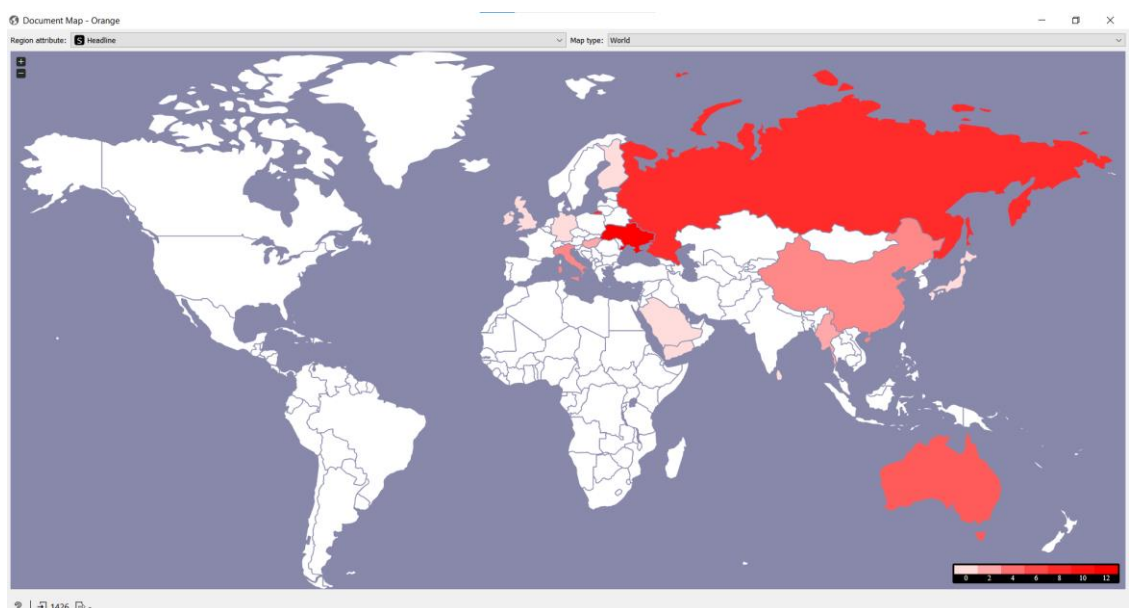 Document Map - Orange
Region attribute: S Headline Map type: World
+
−
0 2 4 6 8 10 12
1426 -